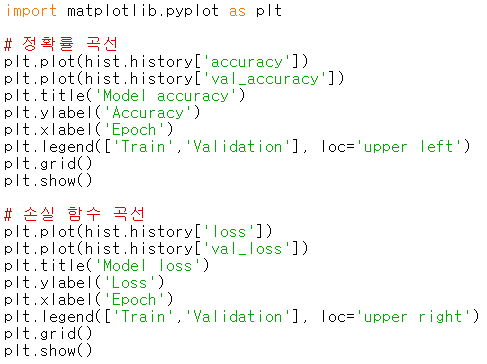 import matplotlib.pyplot as plt

# 정확률 곡선
plt.plot(hist.history['accuracy'])
plt.plot(hist.history['val_accuracy'])
plt.title('Model accuracy')
plt.ylabel('Accuracy')
plt.xlabel('Epoch')
plt.legend(['Train','Validation'], loc='upper left')
plt.grid()
plt.show()

# 손실 함수 곡선
plt.plot(hist.history['loss'])
plt.plot(hist.history['val_loss'])
plt.title('Model loss')
plt.ylabel('Loss')
plt.xlabel('Epoch')
plt.legend(['Train','Validation'], loc='upper right')
plt.grid()
plt.show()